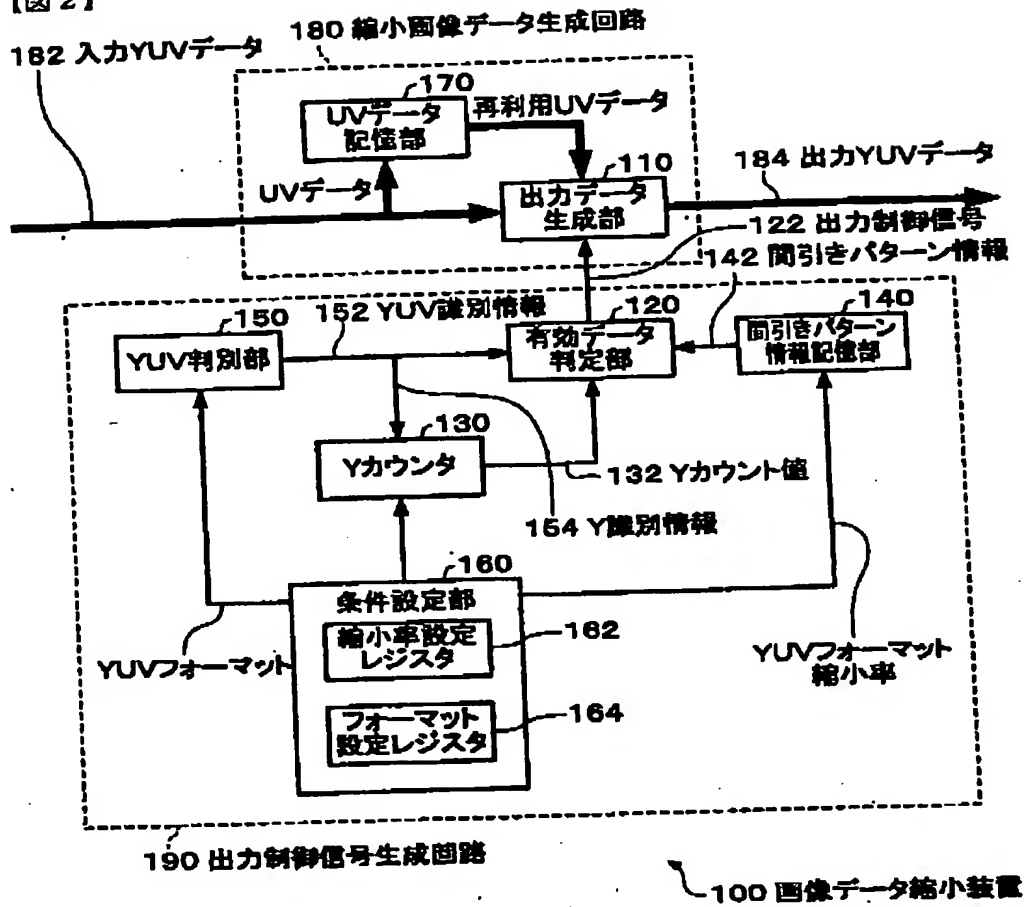 【図2】
180 縮小画像データ生成回路
182 入力YUVデータ
170
UVデータ
記憶部
再利用UVデータ
UVデータ
110
出力データ
生成部
184 出力YUVデータ
122 出力制御信号
142 間引きパターン情報
150
YUV判別部
152 YUV識別情報
120
有効データ
判定部
140
間引きパターン
情報記憶部
130
Yカウンタ
132 Yカウント値
154 Y識別情報
160
条件設定部
縮小率設定
レジスタ
162
フォーマット
設定レジスタ
164
YUVフォーマット
YUVフォーマット
縮小率
190 出力制御信号生成回路
100 画像データ縮小装置